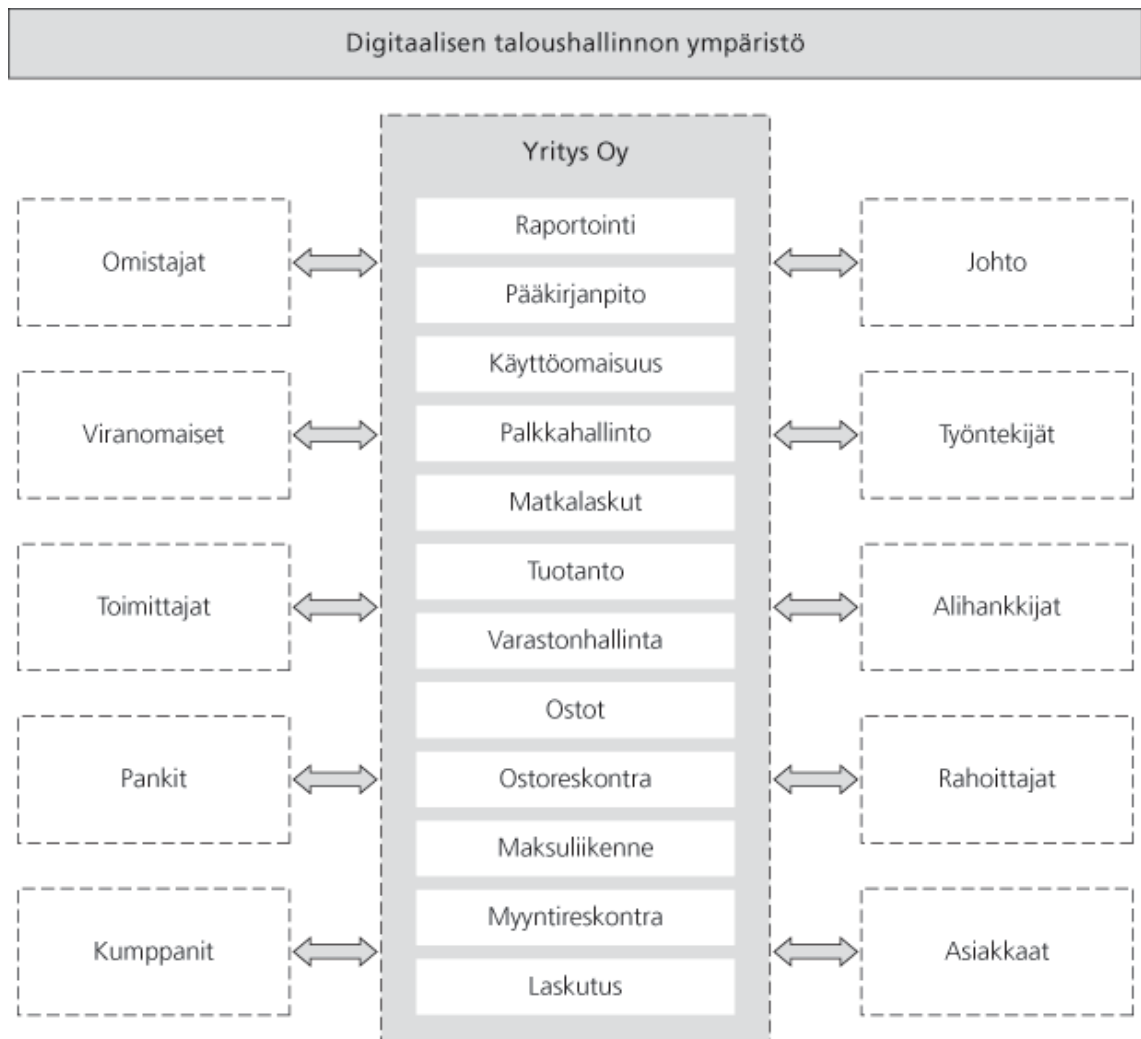 Digitaalisen taloushallinnon ympäristö
Yritys Oy
Omistajat
Viranomaiset
Toimittajat
Pankit
Kumppanit
Raportointi
Pääkirjanpito
Käyttöomaisuus
Palkkahallinto
Matkalaskut
Tuotanto
Varastonhallinta
Ostot
Ostoreskontra
Maksuliikenne
Myyntireskontra
Laskutus
Johto
Työntekijät
Alihankkijat
Rahoittajat
Asiakkaat